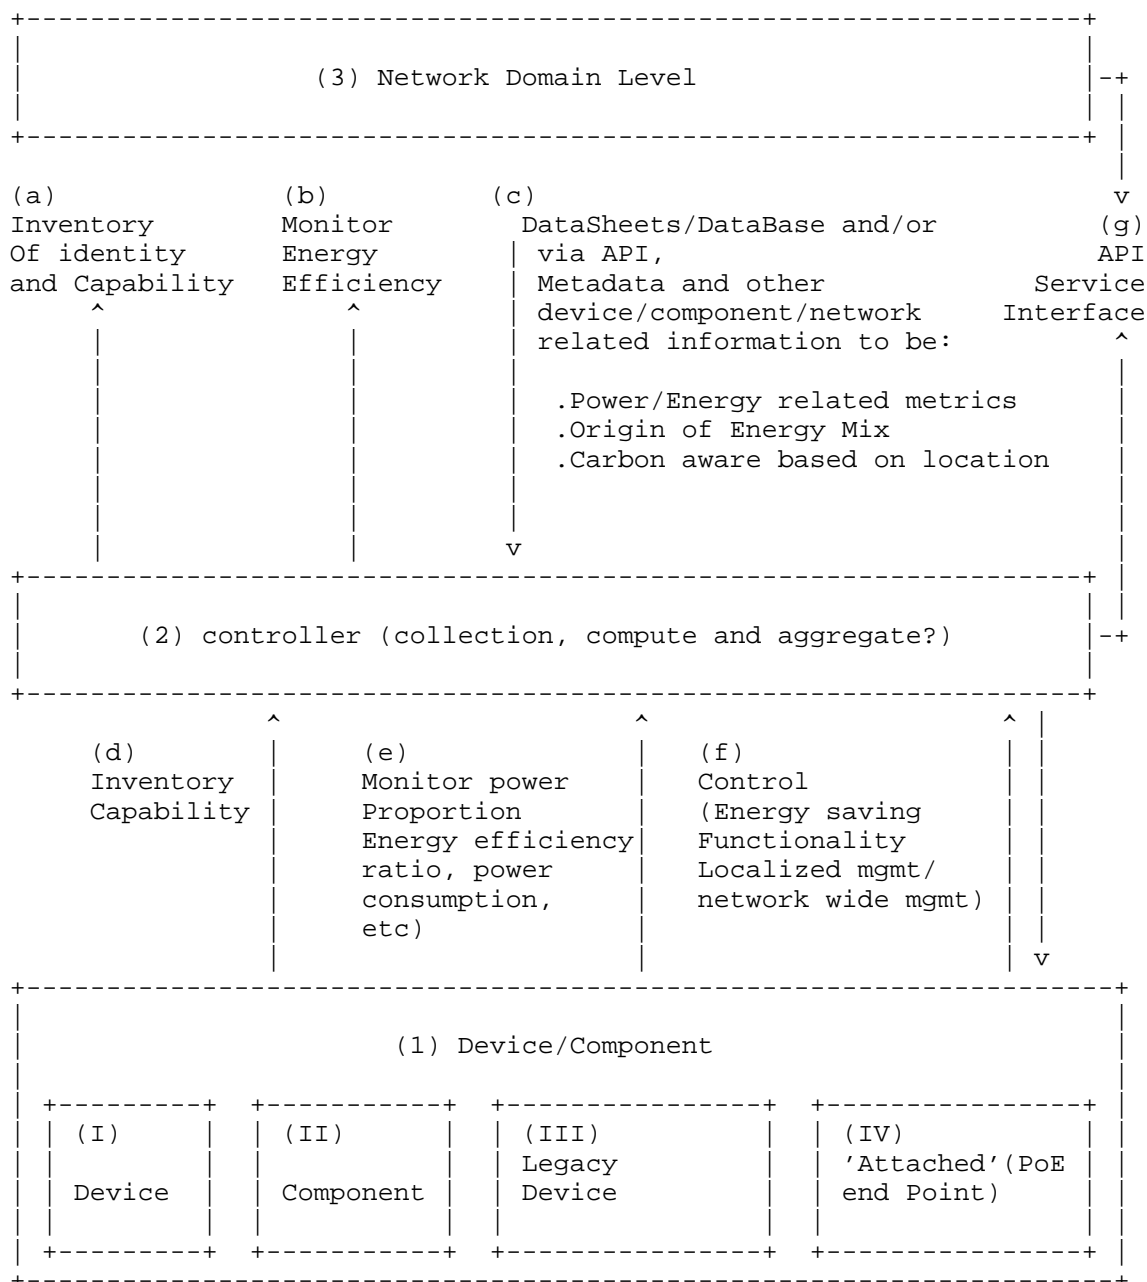 (3) Network Domain Level
(a) (b) (c)
Inventory Monitor DataSheets/DataBase and/or (g)
Of identity Energy via API, API
and Capability Efficiency Metadata and other Service
device/component/network Interface
related information to be:
.Power/Energy related metrics
.Origin of Energy Mix
.Carbon aware based on location
(2) controller (collection, compute and aggregate?)
(d) (e) (f)
Inventory Monitor power Control
Capability Proportion (Energy saving
Energy efficiency Functionality
ratio, power Localized mgmt/
consumption, network wide mgmt)
etc)
(1) Device/Component
(I) (II) (III) (IV)
Legacy 'Attached'(PoE
Device Component Device end Point)